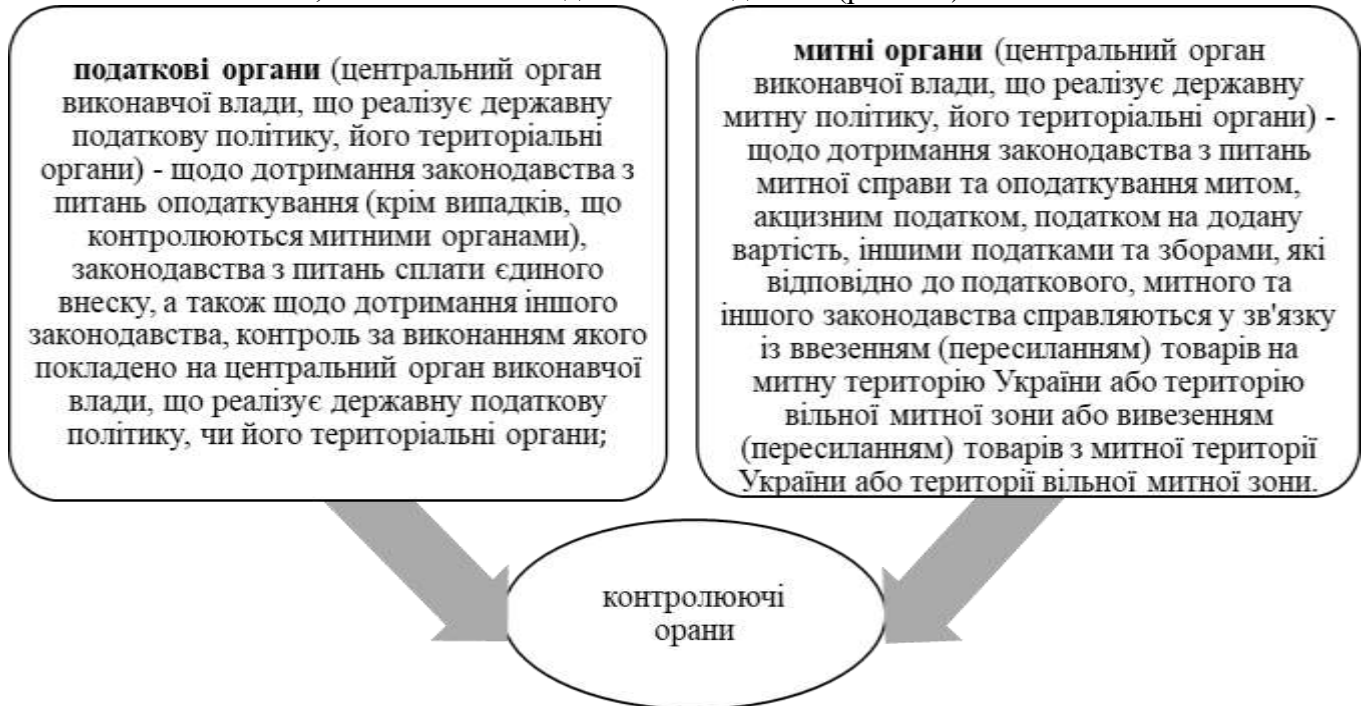 податкові органи (центральний орган
виконавчої влади, що реалізує державну
податкову політику, його територіальні
органи) - щодо дотримання законодавства з
питань оподаткування (крім випадків, що
контролюються митними органами),
законодавства з питань сплати єдиного
внеску, а також щодо дотримання іншого
законодавства, контроль за виконанням якого
покладено на центральний орган виконавчої
влади, що реалізує державну податкову
політику, чи його територіальні органи;
митні органи (центральний орган
виконавчої влади, що реалізує державну
митну політику, його територіальні органи) -
щодо дотримання законодавства з питань
митної справи та оподаткування митом,
акцизним податком, податком на додану
вартість, іншими податками та зборами, які
відповідно до податкового, митного та
іншого законодавства справляються у зв'язку
із ввезенням (пересиланням) товарів на
митну територію України або територію
вільної митної зони або вивезенням
(пересиланням) товарів з митної території
України або території вільної митної зони.
контролюючі
орани